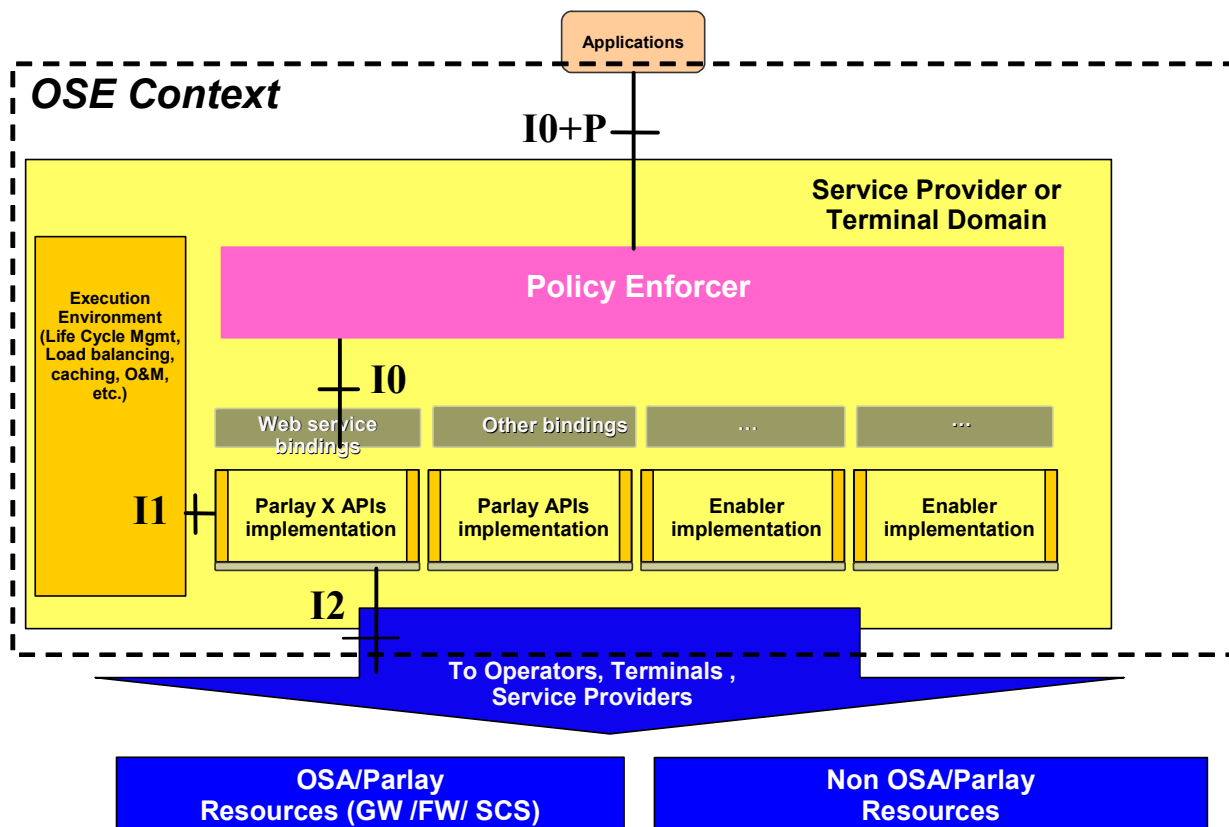 Applications
OSE Context
I0+P
Service Provider or
Terminal Domain
Policy Enforcer
Execution
Environment
(Life Cycle Mgmt,
Load balancing,
caching, O&M,
etc.)
I0
Web service
bindings
Other bindings
...
...
I1
Parlay X APIs
implementation
Parlay APIs
implementation
Enabler
implementation
Enabler
implementation
I2
To Operators, Terminals ,
Service Providers
OSA/Parlay
Resources (GW /FW/ SCS)
Non OSA/Parlay
Resources